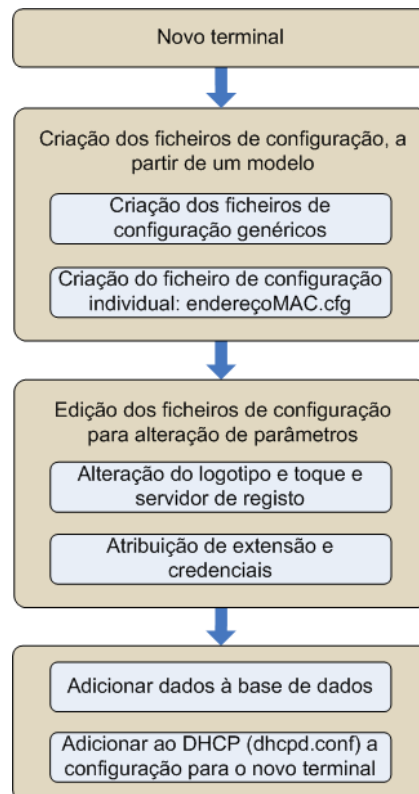 Novo terminal
Criação dos ficheiros de configuração, a
partir de um modelo
Criação dos ficheiros de
configuração genéricos
Criação do ficheiro de configuração
individual: endereçoMAC.cfg
Edição dos ficheiros de configuração
para alteração de parâmetros
Alteração do logotipo e toque e
servidor de registo
Atribuição de extensão e
credenciais
Adicionar dados à base de dados
Adicionar ao DHCP (dhcpd.conf) a
configuração para o novo terminal